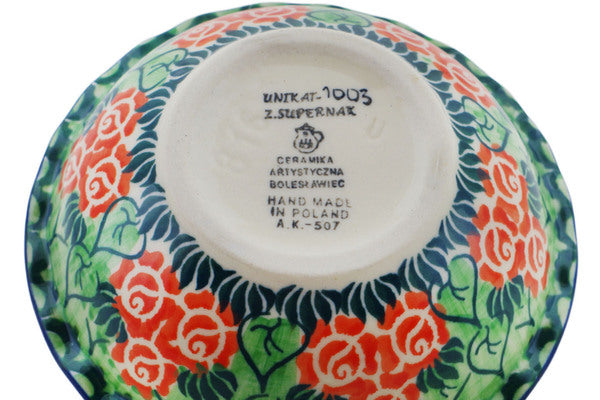 UNIKAT-1003
Z.SUPERNAK
CERAMIKA
ARTYSTYCZNA
BOLESŁAWIEC
HAND MADE
IN POLAND
A.K.-507